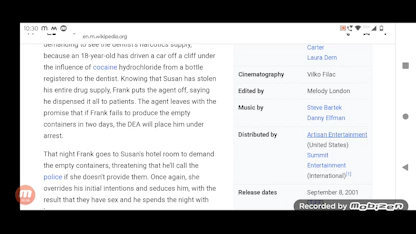 10:30
en.m.wikipedia.org
demanding to see the dentist's narcotics supply,
because an 18-year-old has driven a car off a cliff under
the influence of cocaine hydrochloride from a bottle
registered to the dentist. Knowing that Susan has stolen
his entire drug supply, Frank puts the agent off, saying
he dispensed it all to patients. The agent leaves with the
promise that if Frank fails to produce the empty
containers in two days, the DEA will place him under
arrest.
That night Frank goes to Susan's hotel room to demand
the empty containers, threatening that he'll call the
police if she doesn't provide them. Once again, she
overrides his initial intentions and seduces him, with the
result that they have sex and he spends the night with
Carter
Laura Dern
Cinematography Vilko Filac
Edited by Melody London
Music by Steve Bartek
Danny Elfman
Distributed by Artisan Entertainment
(United States)
Summit
Entertainment
(International)[1]
Release dates September 8, 2001
Recorded by Mobizen